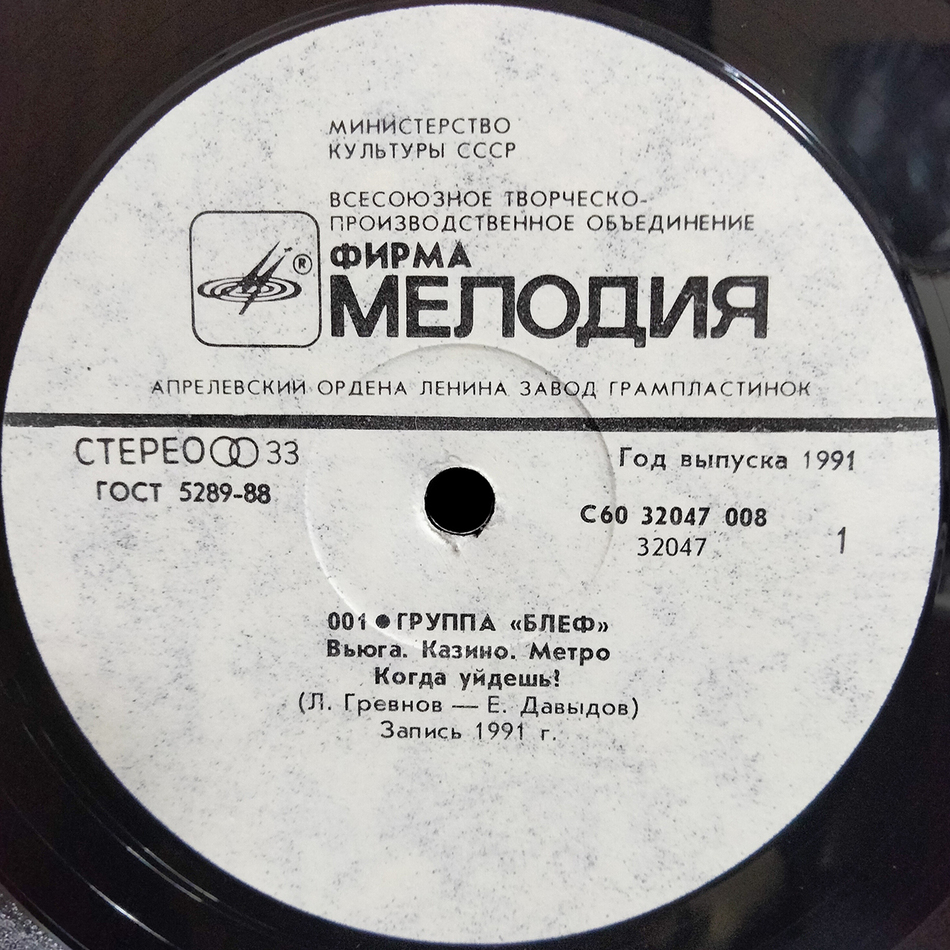 МИНИСТЕРСТВО
КУЛЬТУРЫ СССР
ВСЕСОЮЗНОЕ ТВОРЧЕСКО-
ПРОИЗВОДСТВЕННОЕ ОБЪЕДИНЕНИЕ
ФИРМА
МЕЛОДИЯ
®
АПРЕЛЕВСКИЙ ОРДЕНА ЛЕНИНА ЗАВОД ГРАМПЛАСТИНОК
СТЕРЕО 33
ГОСТ 5289-88
Год выпуска 1991
С60 32047 008
32047
1
001 ● ГРУППА «БЛЕФ»
Вьюга. Казино. Метро
Когда уйдешь!
(Л. Гревнов — Е. Давыдов)
Запись 1991 г.